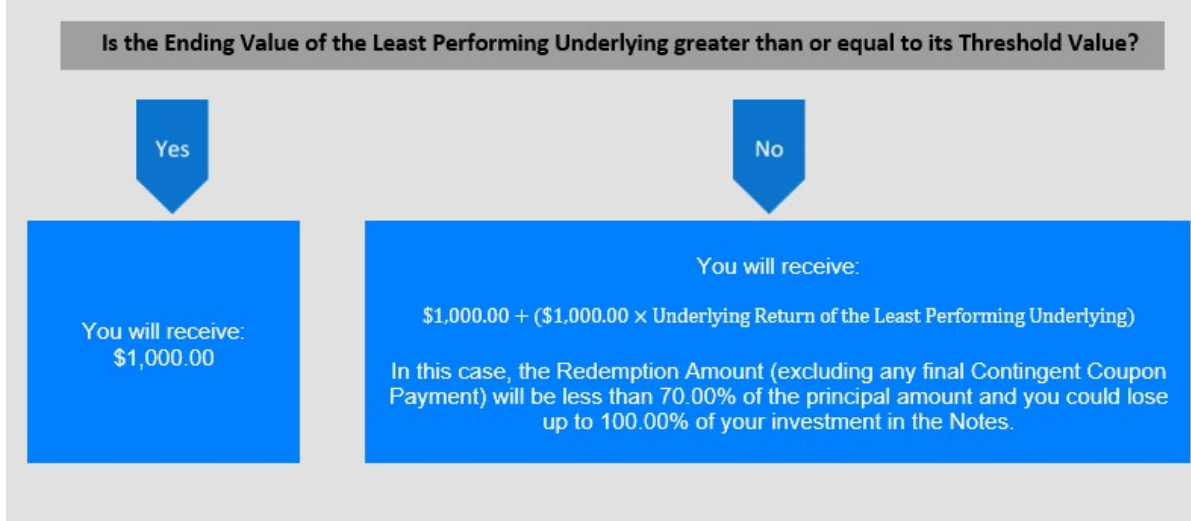 Is the Ending Value of the Least Performing Underlying greater than or equal to its Threshold Value?
Yes
No
You will receive:
$1,000.00
You will receive:
$1,000.00 + ($1,000.00 × Underlying Return of the Least Performing Underlying)
In this case, the Redemption Amount (excluding any final Contingent Coupon
Payment) will be less than 70.00% of the principal amount and you could lose
up to 100.00% of your investment in the Notes.